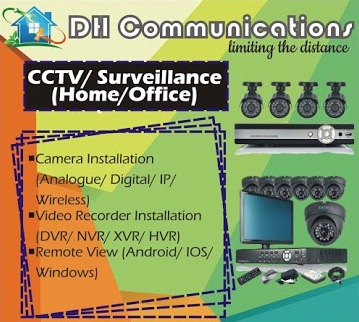 DH Communications
limiting the distance
CCTV/ Surveillance
(Home/Office)
▪Camera Installation
(Analogue/ Digital/ IP/
Wireless)
▪Video Recorder Installation
(DVR/ NVR/ XVR/ HVR)
▪Remote View (Android/ IOS/
Windows)